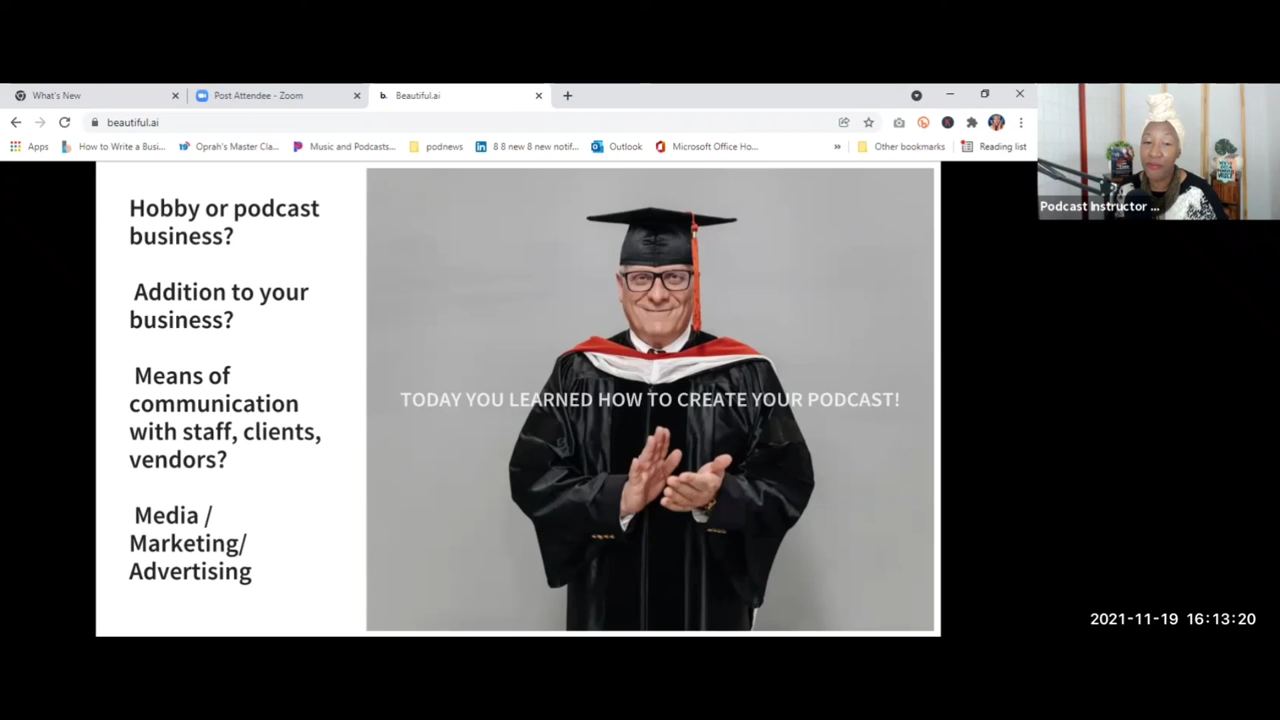 What's New
Post Attendee - Zoom
b. Beautiful.ai
beautiful.ai
Apps
How to Write a Busi...
Oprah's Master Cla...
Music and Podcasts...
podnews
8 8 new 8 new notif...
Outlook
Microsoft Office Ho...
»
Other bookmarks
Reading list
Podcast Instructor ...
Hobby or podcast
business?
Addition to your
business?
Means of
communication
with staff, clients,
vendors?
Media /
Marketing/
Advertising
TODAY YOU LEARNED HOW TO CREATE YOUR PODCAST!
2021-11-19 16:13:20